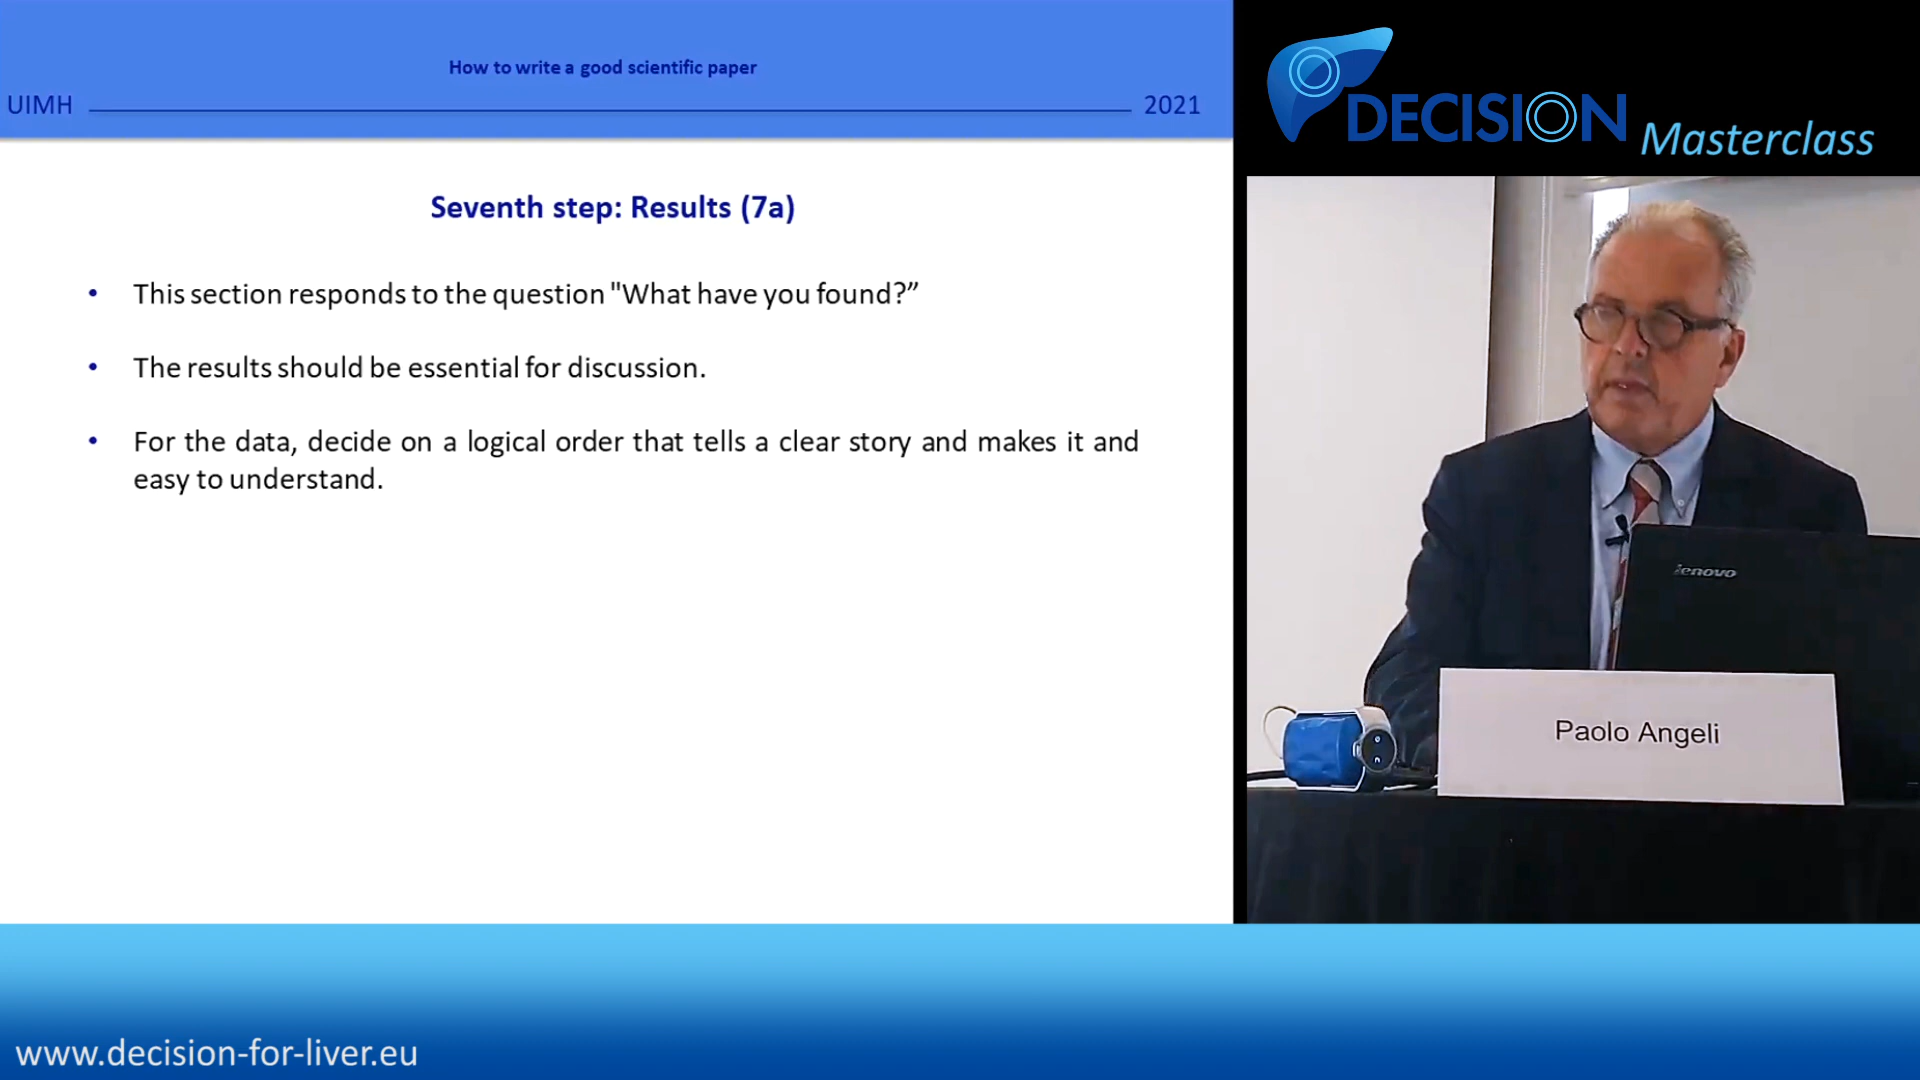 How to write a good scientific paper
UIMH
2021
Seventh step: Results (7a)
• This section responds to the question "What have you found?”
• The results should be essential for discussion.
• For the data, decide on a logical order that tells a clear story and makes it and
easy to understand.
DECISION
Masterclass
lenovo
Paolo Angeli
www.decision-for-liver.eu